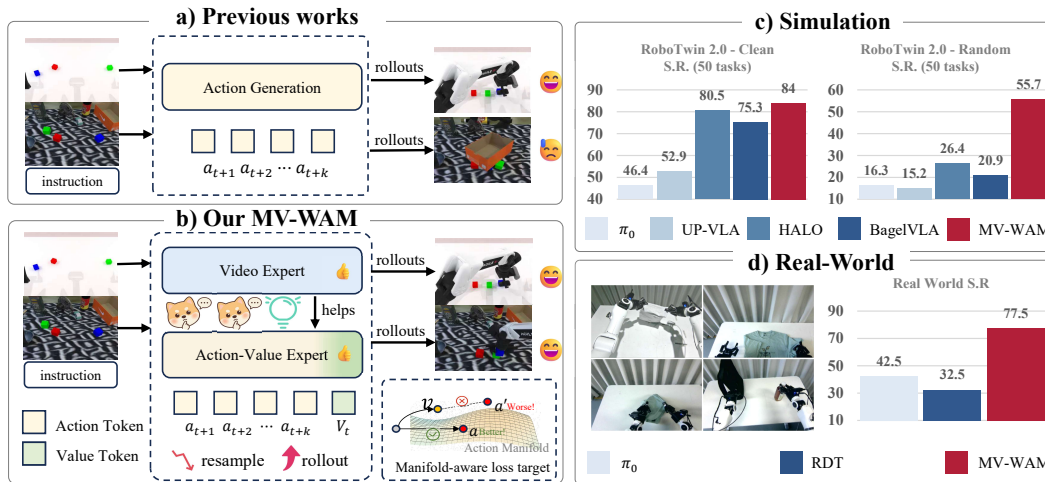 a) Previous works
Action Generation
a_{t+1} a_{t+2} ⋯ a_{t+k}
instruction
rollouts
rollouts
b) Our MV-WAM
Video Expert
helps
Action-Value Expert
a_{t+1} a_{t+2} ⋯ a_{t+k} V_t
instruction
rollouts
rollouts
Action Token
Value Token
resample
rollout
v
a' Worse!
a Better!
Action Manifold
Manifold-aware loss target
c) Simulation
RoboTwin 2.0 - Clean
S.R. (50 tasks)
90
80
70
60
50
40
46.4
52.9
80.5
75.3
84
RoboTwin 2.0 - Random
S.R. (50 tasks)
60
50
40
30
20
10
16.3
15.2
26.4
20.9
55.7
π₀
UP-VLA
HALO
BagelVLA
MV-WAM
d) Real-World
Real World S.R
90
70
50
30
10
42.5
32.5
77.5
π₀
RDT
MV-WAM